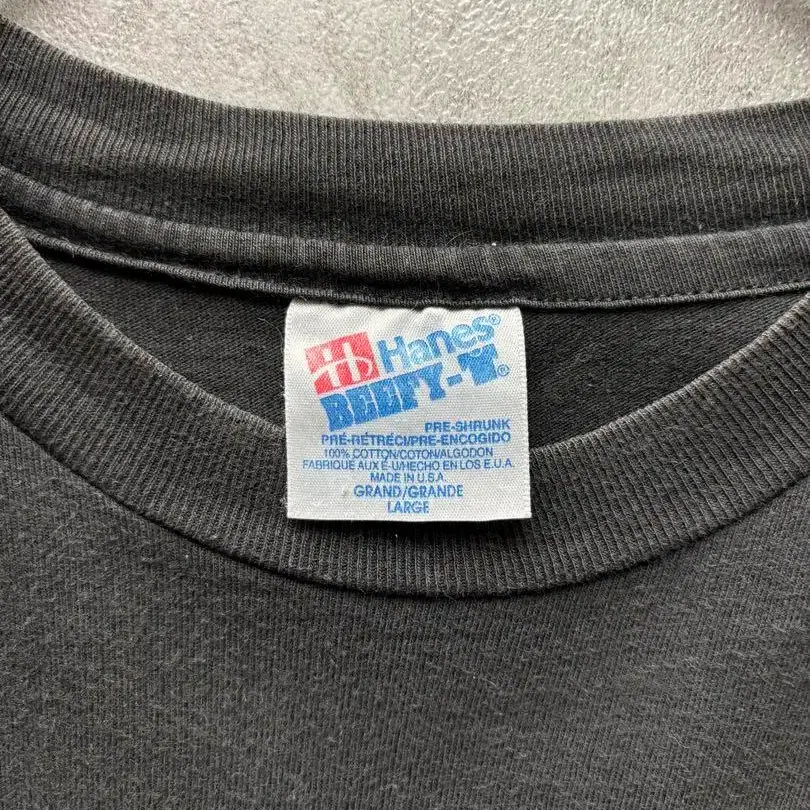 Hanes®
BEEFY-T®
PRE-SHRUNK
PRÉ-RÉTRÉCI/PRE-ENCOGIDO
100% COTTON/COTON/ALGODON
FABRIQUE AUX É-U/HECHO EN LOS E.U.A.
MADE IN U.S.A.
GRAND/GRANDE
LARGE